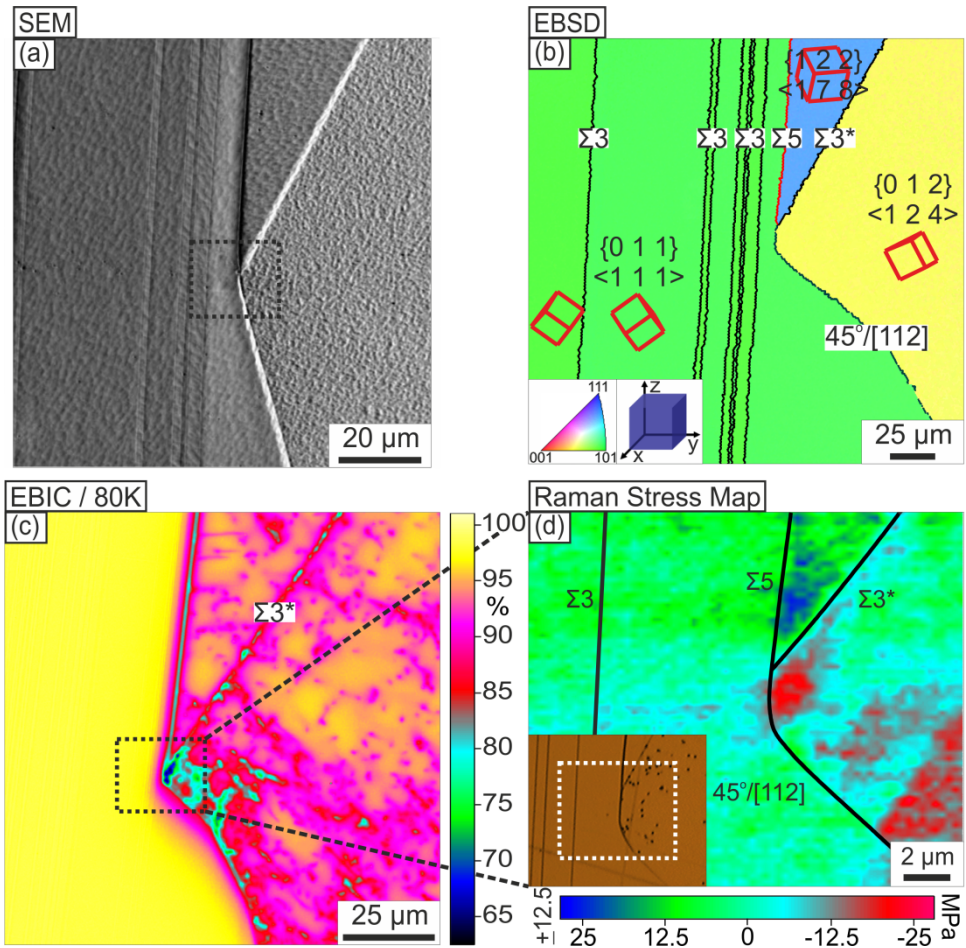 SEM
(a)
20 µm
EBSD
(b)
{1 2 2}
<1 7 8>
Σ3
Σ3
Σ3
Σ5
Σ3*
{0 1 2}
<1 2 4>
{0 1 1}
<1 1 1>
45°/[112]
111
001
101
z
y
x
25 µm
EBIC / 80K
(c)
Σ3*
25 µm
100
95
%
90
85
80
75
70
65
Raman Stress Map
(d)
Σ3
Σ5
Σ3*
45°/[112]
2 µm
±12.5
25
12.5
0
-12.5
-25
MPa